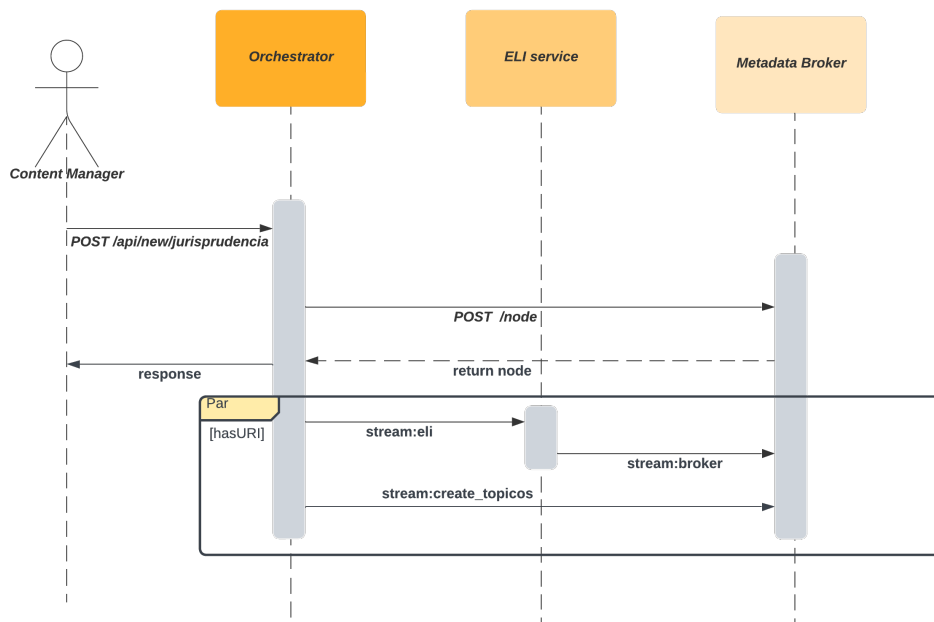 Orchestrator
ELI service
Metadata Broker
Content Manager
POST /api/new/jurisprudencia
POST /node
return node
response
Par
[hasURI]
stream:eli
stream:broker
stream:create_topicos